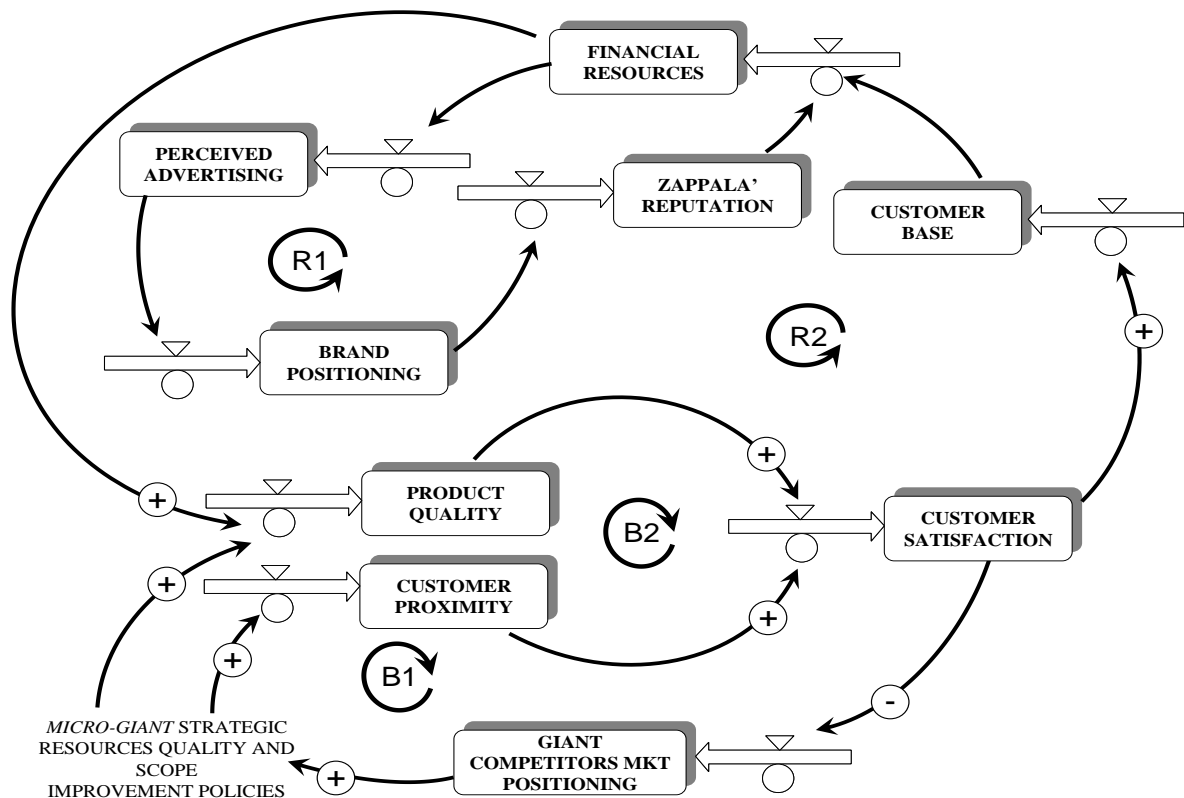 FINANCIAL
RESOURCES
PERCEIVED
ADVERTISING
ZAPPALA’
REPUTATION
CUSTOMER
BASE
R1
R2
+
BRAND
POSITIONING
+
+
PRODUCT
QUALITY
B2
CUSTOMER
SATISFACTION
+
CUSTOMER
PROXIMITY
+
+
B1
-
MICRO-GIANT STRATEGIC
RESOURCES QUALITY AND
SCOPE
IMPROVEMENT POLICIES
+
GIANT
COMPETITORS MKT
POSITIONING